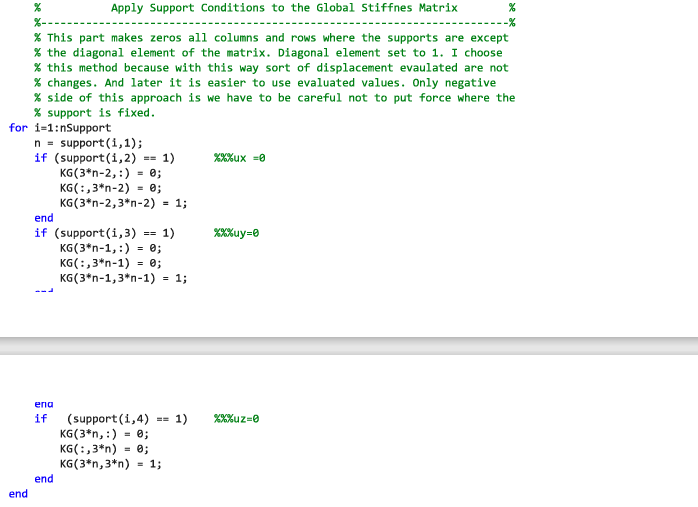 % Apply Support Conditions to the Global Stiffnes Matrix %
%-------------------------------------------------------------------------%
% This part makes zeros all columns and rows where the supports are except
% the diagonal element of the matrix. Diagonal element set to 1. I choose
% this method because with this way sort of displacement evaulated are not
% changes. And later it is easier to use evaluated values. Only negative
% side of this approach is we have to be careful not to put force where the
% support is fixed.
for i=1:nSupport
n = support(i,1);
if (support(i,2) == 1) %%%ux =0
KG(3*n-2,:) = 0;
KG(:,3*n-2) = 0;
KG(3*n-2,3*n-2) = 1;
end
if (support(i,3) == 1) %%%uy=0
KG(3*n-1,:) = 0;
KG(:,3*n-1) = 0;
KG(3*n-1,3*n-1) = 1;
end
end
if (support(i,4) == 1) %%%uz=0
KG(3*n,:) = 0;
KG(:,3*n) = 0;
KG(3*n,3*n) = 1;
end
end